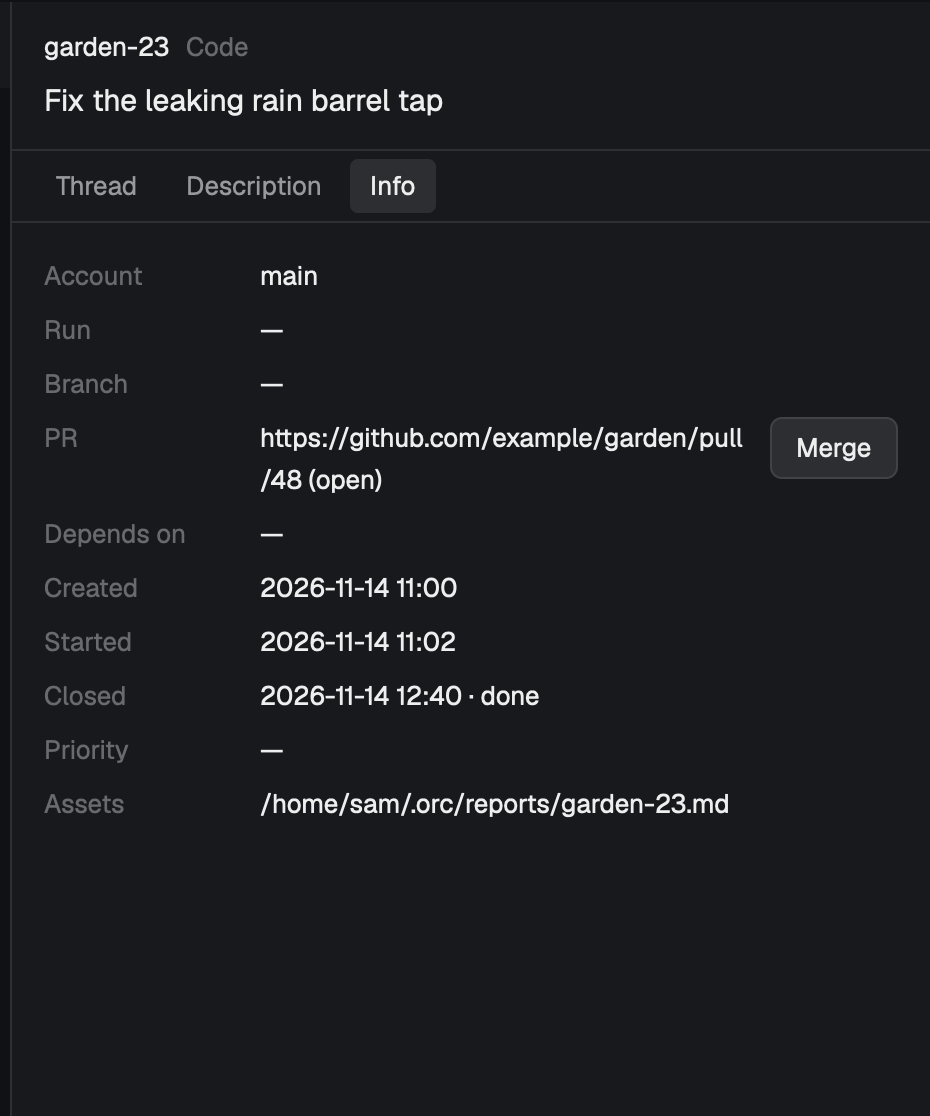 garden-23 Code
Fix the leaking rain barrel tap
Thread Description Info
Account main
Run —
Branch —
PR https://github.com/example/garden/pull
/48 (open)
Merge
Depends on —
Created 2026-11-14 11:00
Started 2026-11-14 11:02
Closed 2026-11-14 12:40 · done
Priority —
Assets /home/sam/.orc/reports/garden-23.md